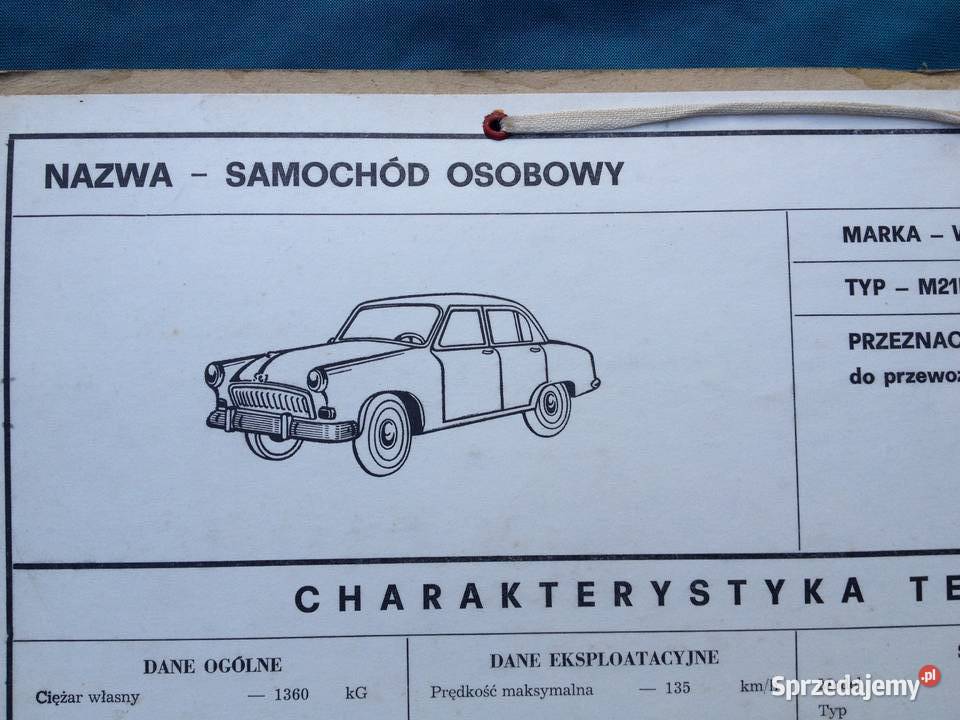 NAZWA – SAMOCHÓD OSOBOWY
MARKA –
TYP – M21
PRZEZNAC
do przewoz
CHARAKTERYSTYKA TE
DANE OGÓLNE
Ciężar własny — 1360 kG
DANE EKSPLOATACYJNE
Prędkość maksymalna — 135 km/
Typ
Sprzedajemy.pl